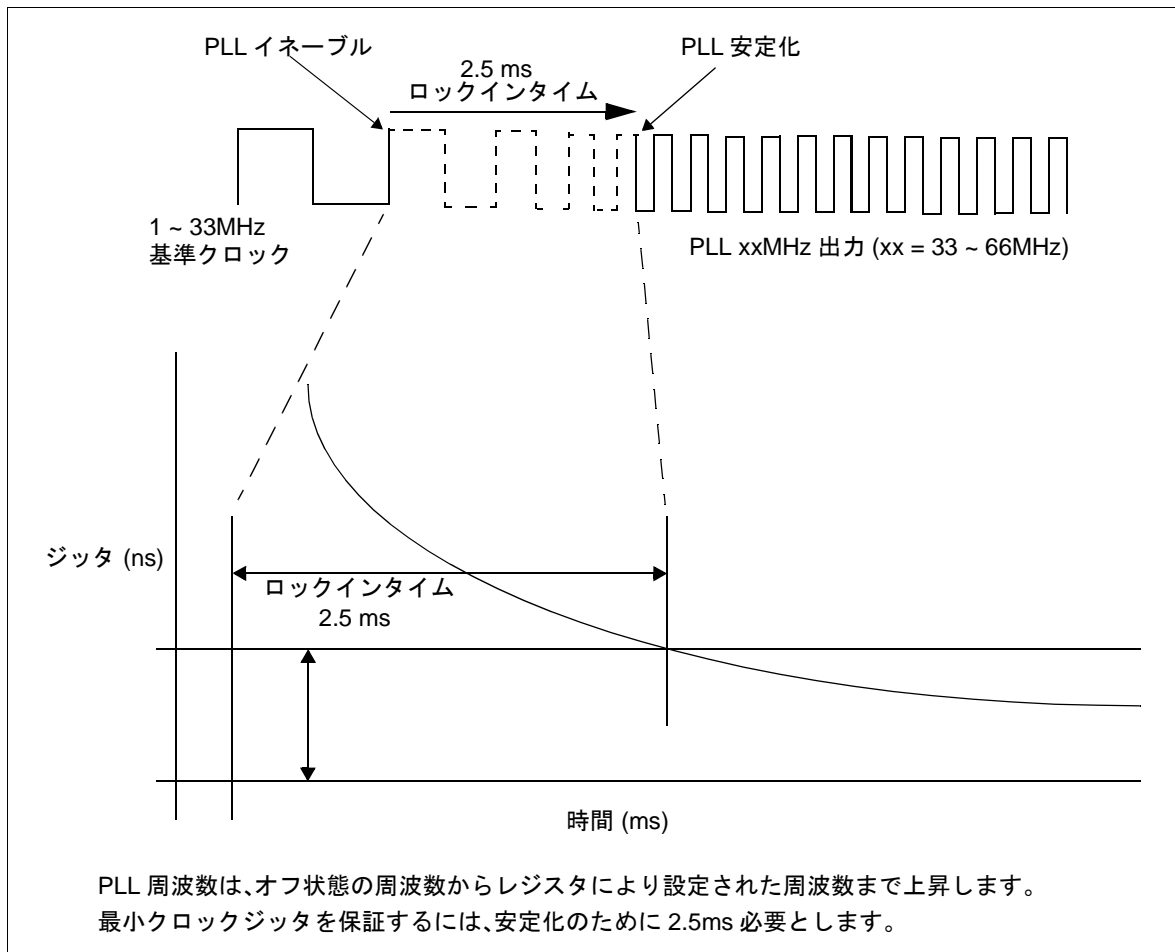 PLL イネーブル
2.5 ms
ロックインタイム
PLL 安定化
1 ~ 33MHz
基準クロック
PLL xxMHz 出力 (xx = 33 ~ 66MHz)
ジッタ (ns)
ロックインタイム
2.5 ms
時間 (ms)
PLL 周波数は、オフ状態の周波数からレジスタにより設定された周波数まで上昇します。
最小クロックジッタを保証するには、安定化のために 2.5ms 必要とします。